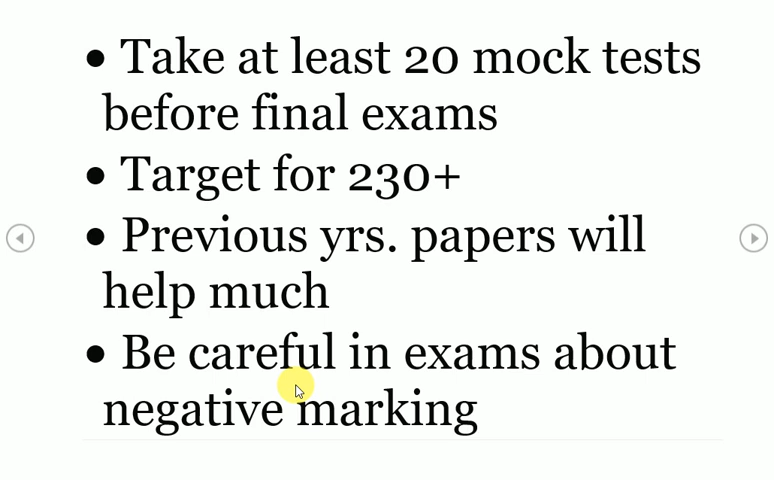 • Take at least 20 mock tests
before final exams
• Target for 230+
• Previous yrs. papers will
help much
• Be careful in exams about
negative marking